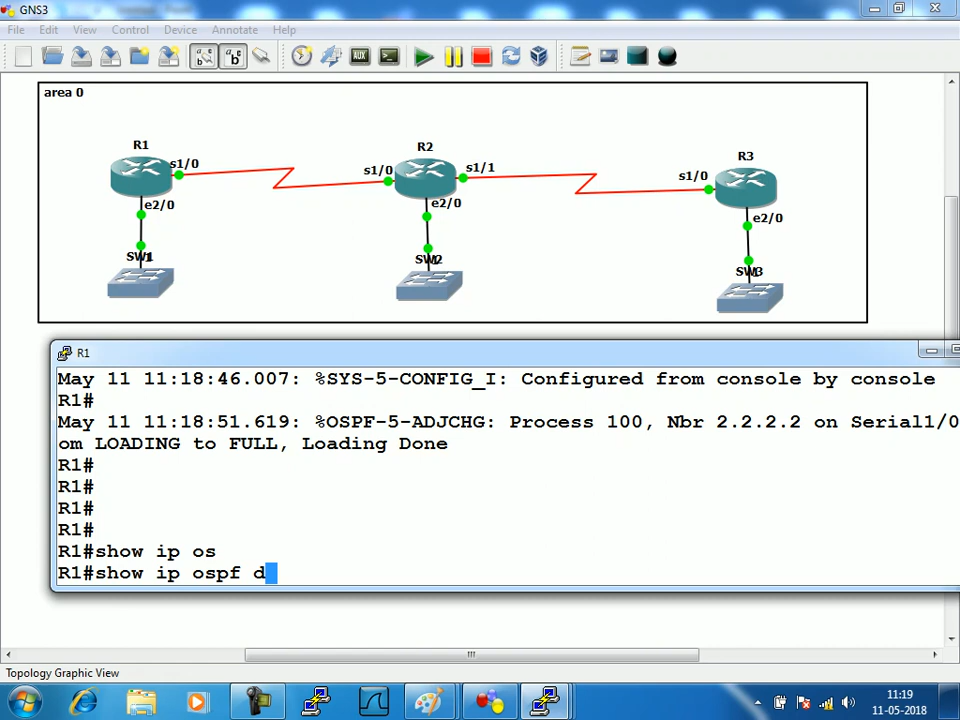 GNS3
File Edit View Control Device Annotate Help
AUX
area 0
R1
R2
R3
s1/0
s1/0
s1/1
s1/0
e2/0
e2/0
e2/0
SW1
SW2
SW3
R1
May 11 11:18:46.007: %SYS-5-CONFIG_I: Configured from console by console
R1#
May 11 11:18:51.619: %OSPF-5-ADJCHG: Process 100, Nbr 2.2.2.2 on Serial1/0
om LOADING to FULL, Loading Done
R1#
R1#
R1#
R1#
R1#show ip os
R1#show ip ospf d
Topology Graphic View
11:19
11-05-2018